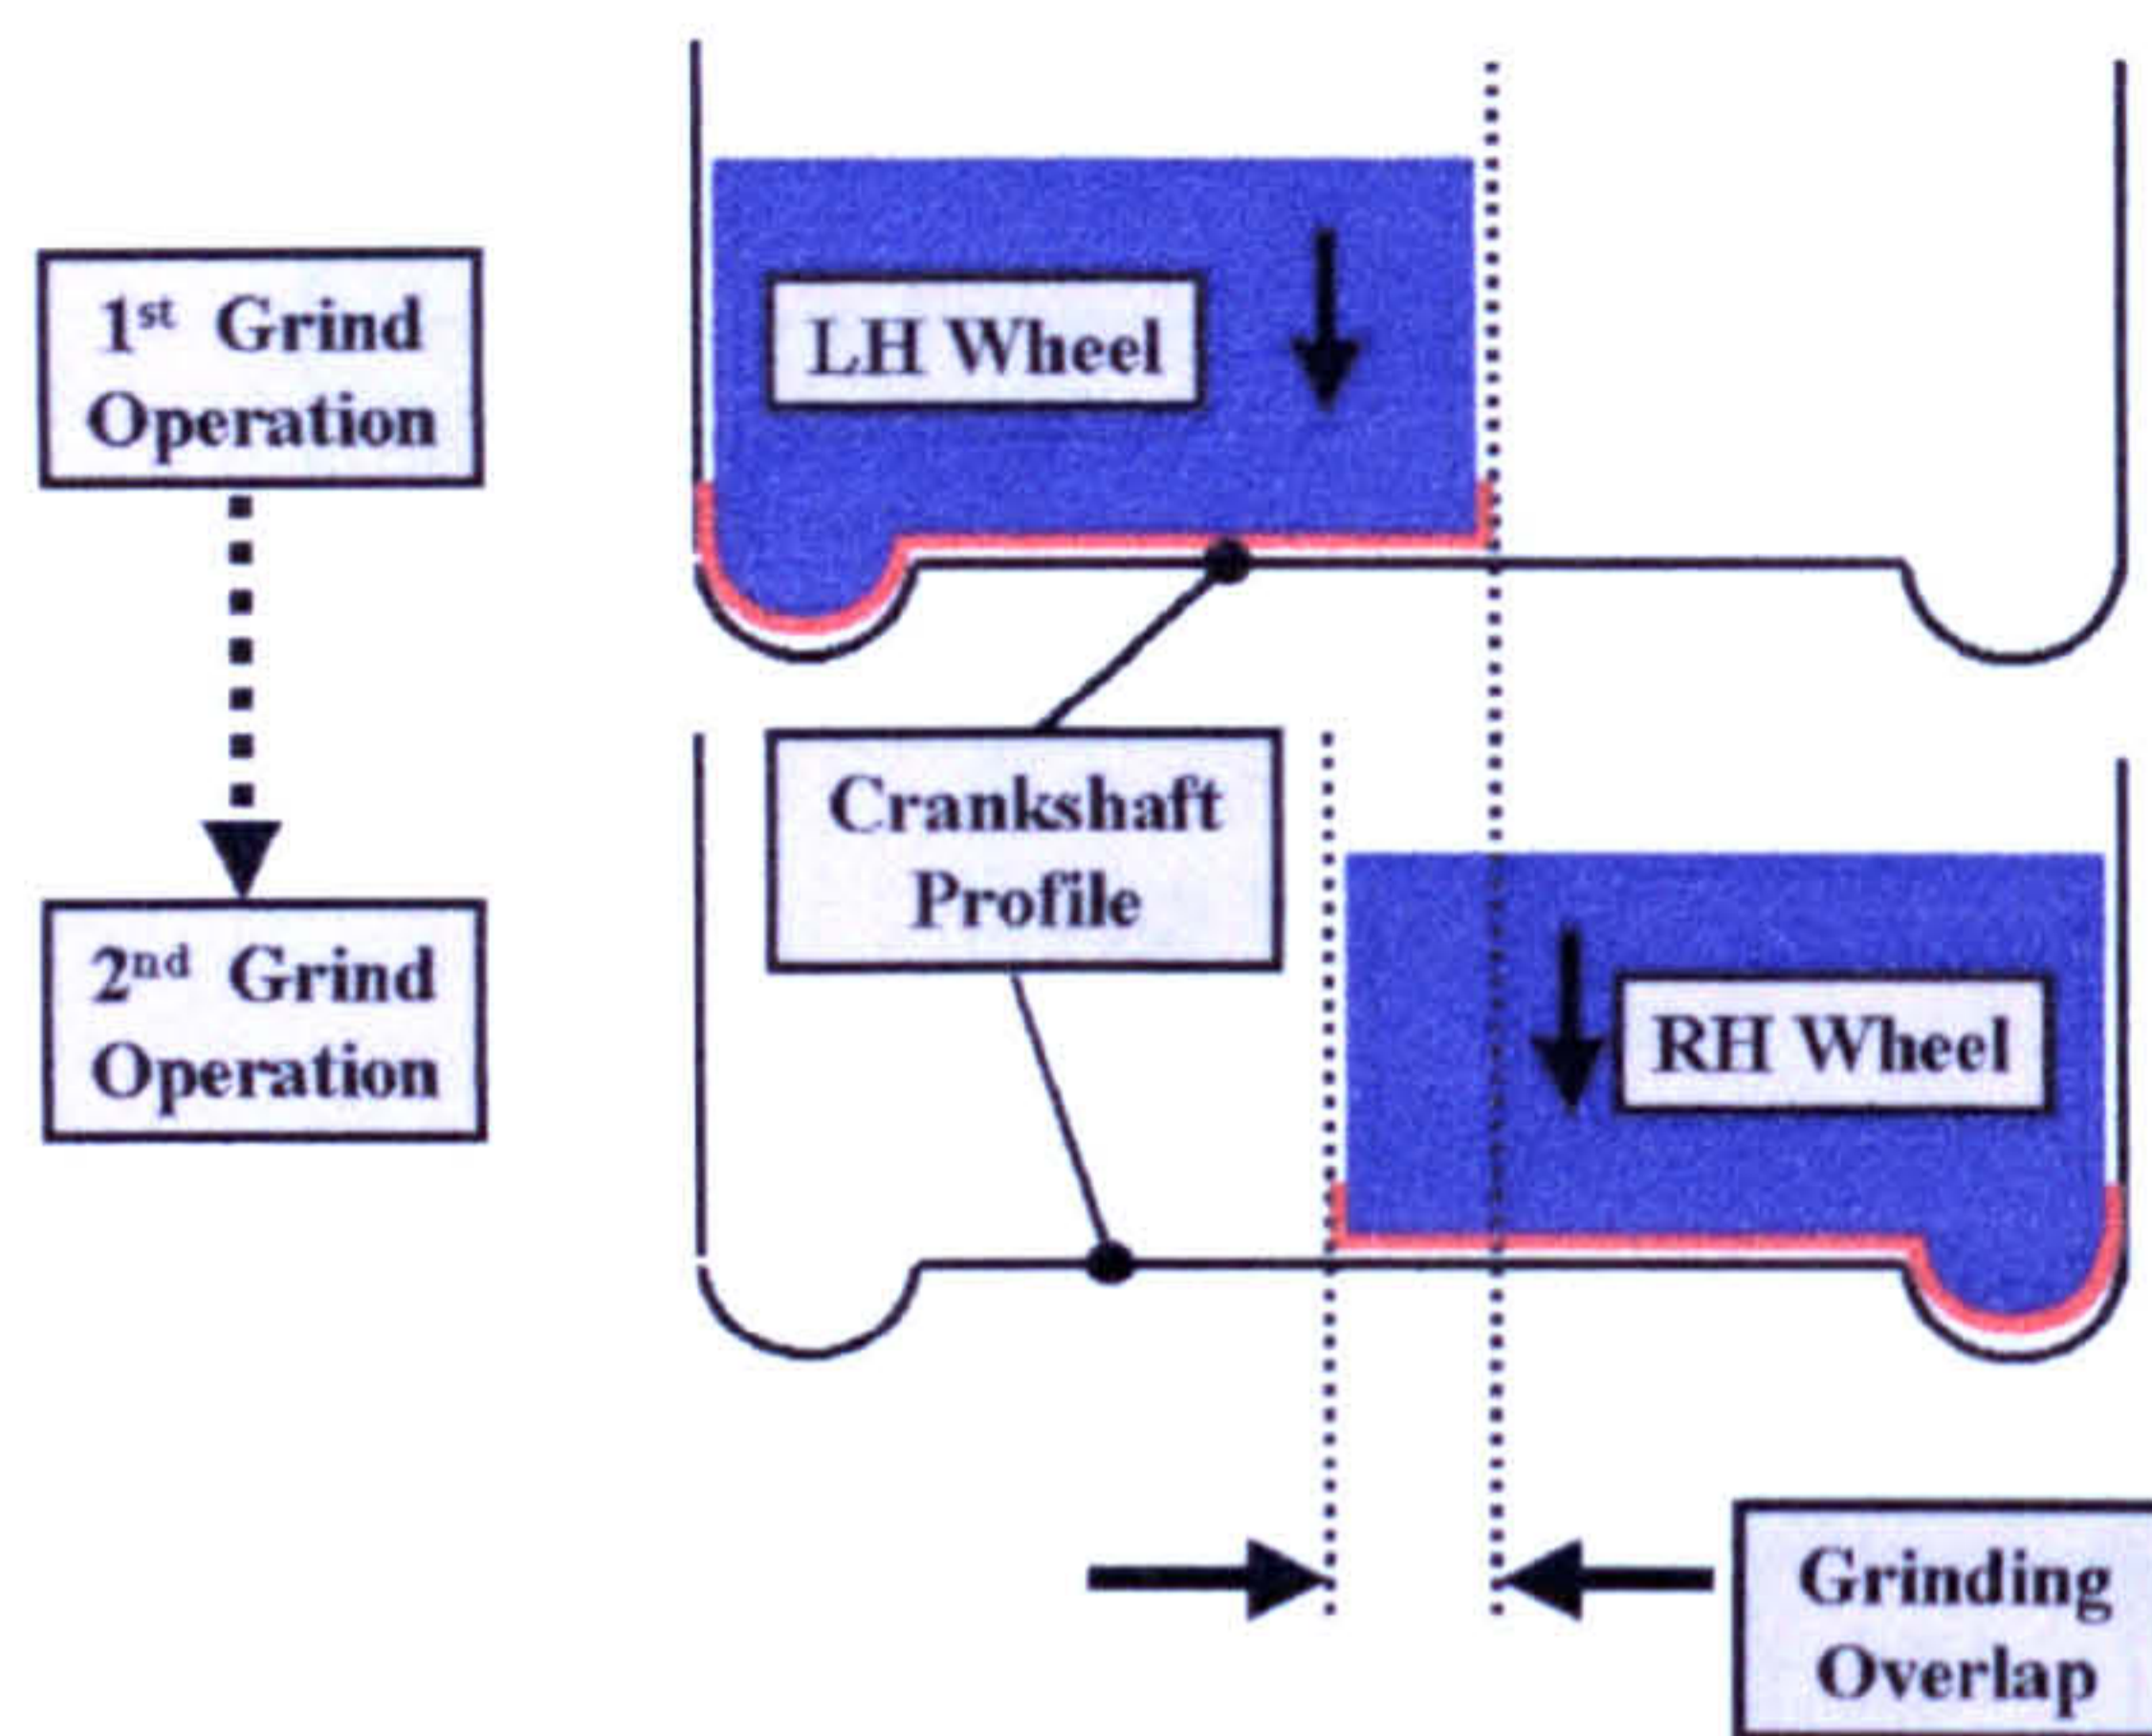 1st Grind
Operation
LH Wheel
Crankshaft
Profile
2nd Grind
Operation
RH Wheel
Grinding
Overlap